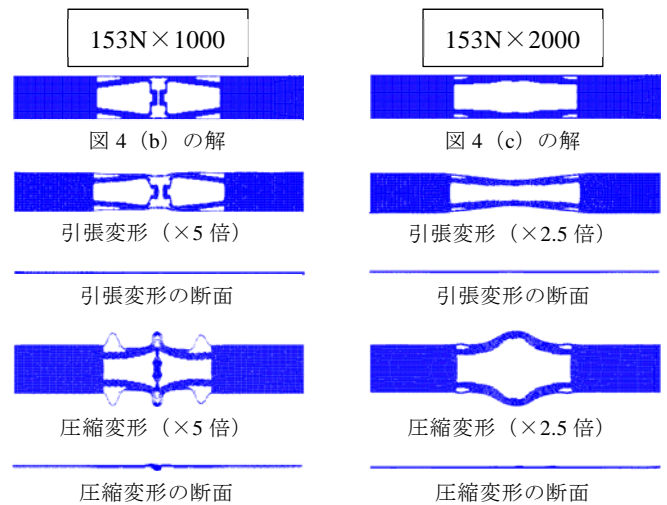 153N×1000
図 4（b）の解
引張変形（×5 倍）
引張変形の断面
圧縮変形（×5 倍）
圧縮変形の断面
153N×2000
図 4（c）の解
引張変形（×2.5 倍）
引張変形の断面
圧縮変形（×2.5 倍）
圧縮変形の断面